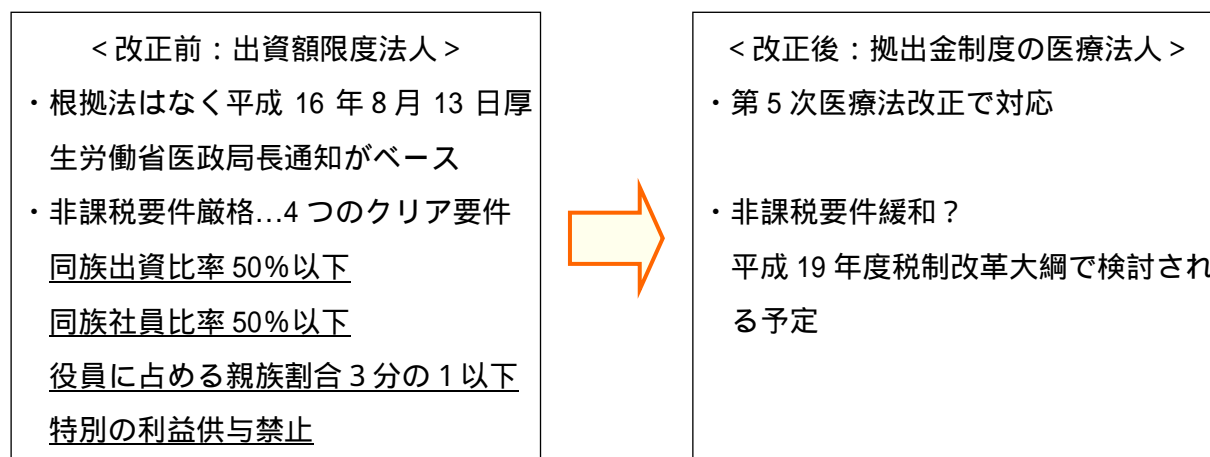 ＜改正前：出資額限度法人＞
・根拠法はなく平成 16 年 8 月 13 日厚
生労働省医政局長通知がベース
・非課税要件厳格…4 つのクリア要件
同族出資比率 50％以下
同族社員比率 50％以下
役員に占める親族割合 3 分の 1 以下
特別の利益供与禁止
＜改正後：拠出金制度の医療法人＞
・第 5 次医療法改正で対応
・非課税要件緩和？
平成 19 年度税制改革大綱で検討され
る予定